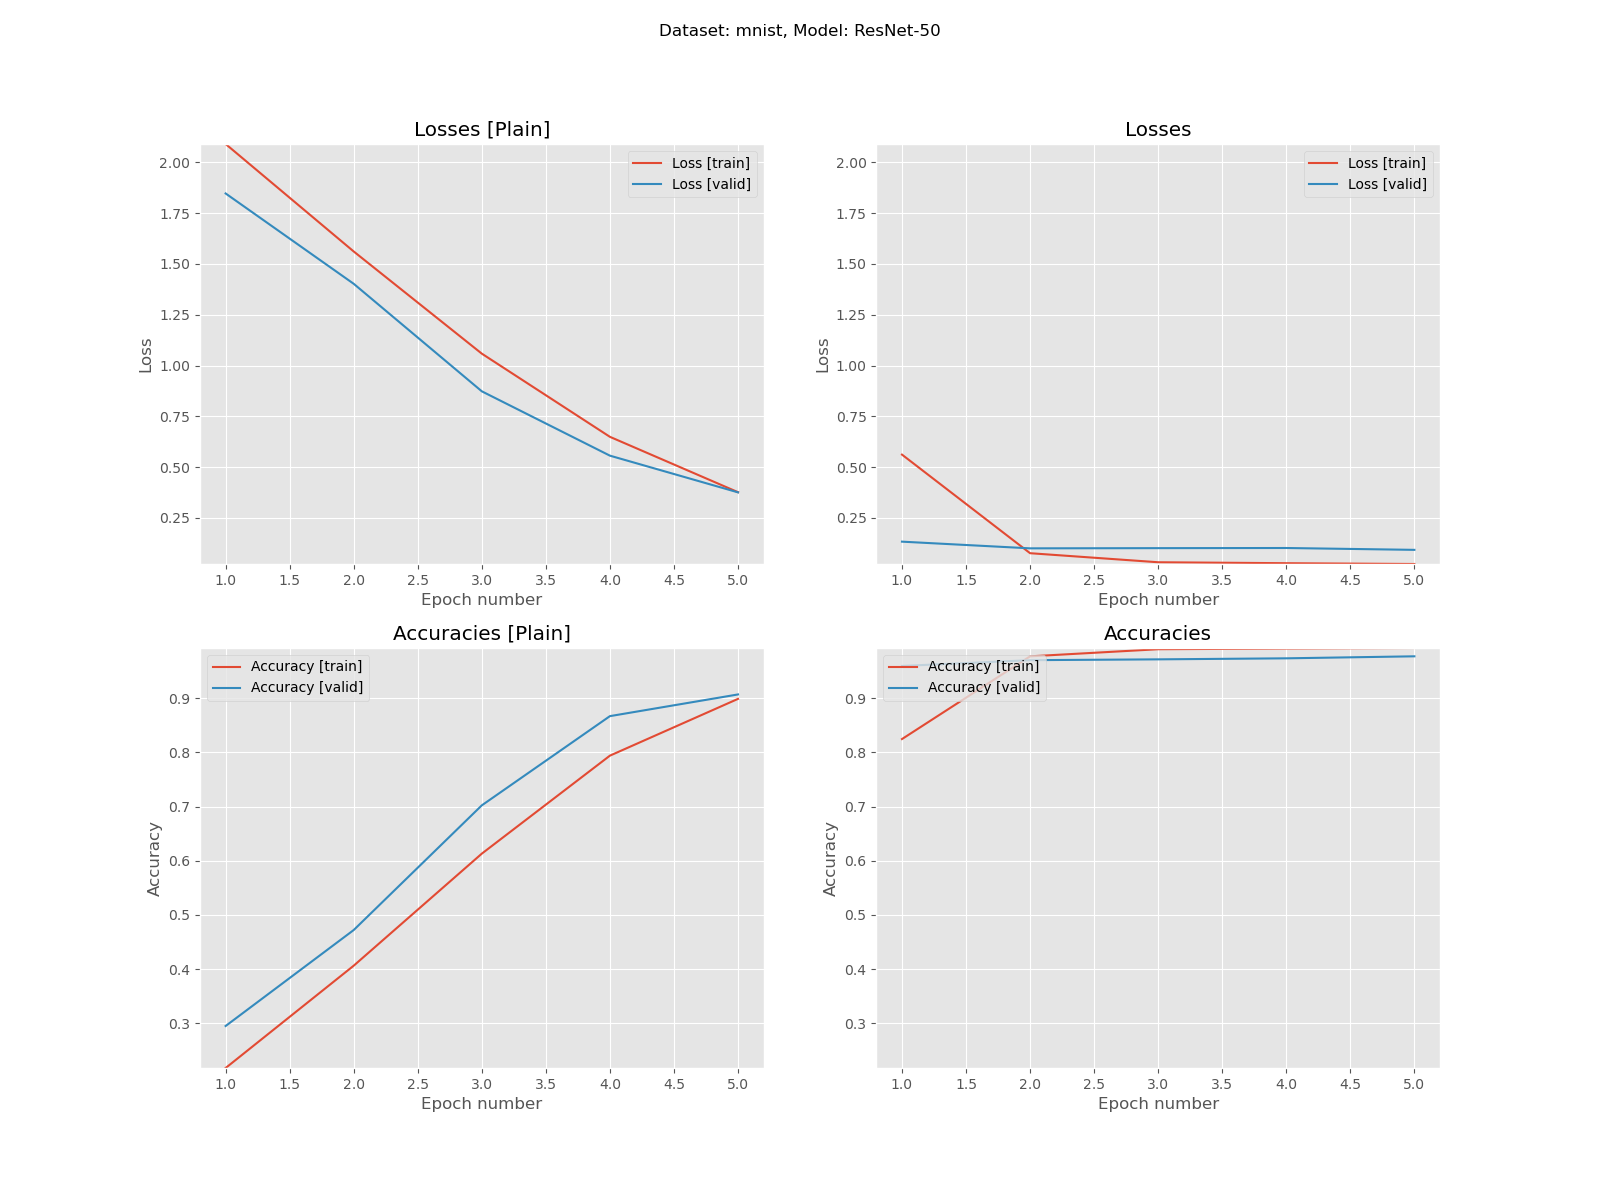 Dataset: mnist, Model: ResNet-50
Losses [Plain]
2.00
1.75
1.50
1.25
1.00
0.75
0.50
0.25
Loss
Loss [train]
Loss [valid]
1.0 1.5 2.0 2.5 3.0 3.5 4.0 4.5 5.0
Epoch number
Losses
2.00
1.75
1.50
1.25
1.00
0.75
0.50
0.25
Loss
Loss [train]
Loss [valid]
1.0 1.5 2.0 2.5 3.0 3.5 4.0 4.5 5.0
Epoch number
Accuracies [Plain]
0.9
0.8
0.7
0.6
0.5
0.4
0.3
Accuracy
Accuracy [train]
Accuracy [valid]
1.0 1.5 2.0 2.5 3.0 3.5 4.0 4.5 5.0
Epoch number
Accuracies
0.9
0.8
0.7
0.6
0.5
0.4
0.3
Accuracy
Accuracy [train]
Accuracy [valid]
1.0 1.5 2.0 2.5 3.0 3.5 4.0 4.5 5.0
Epoch number